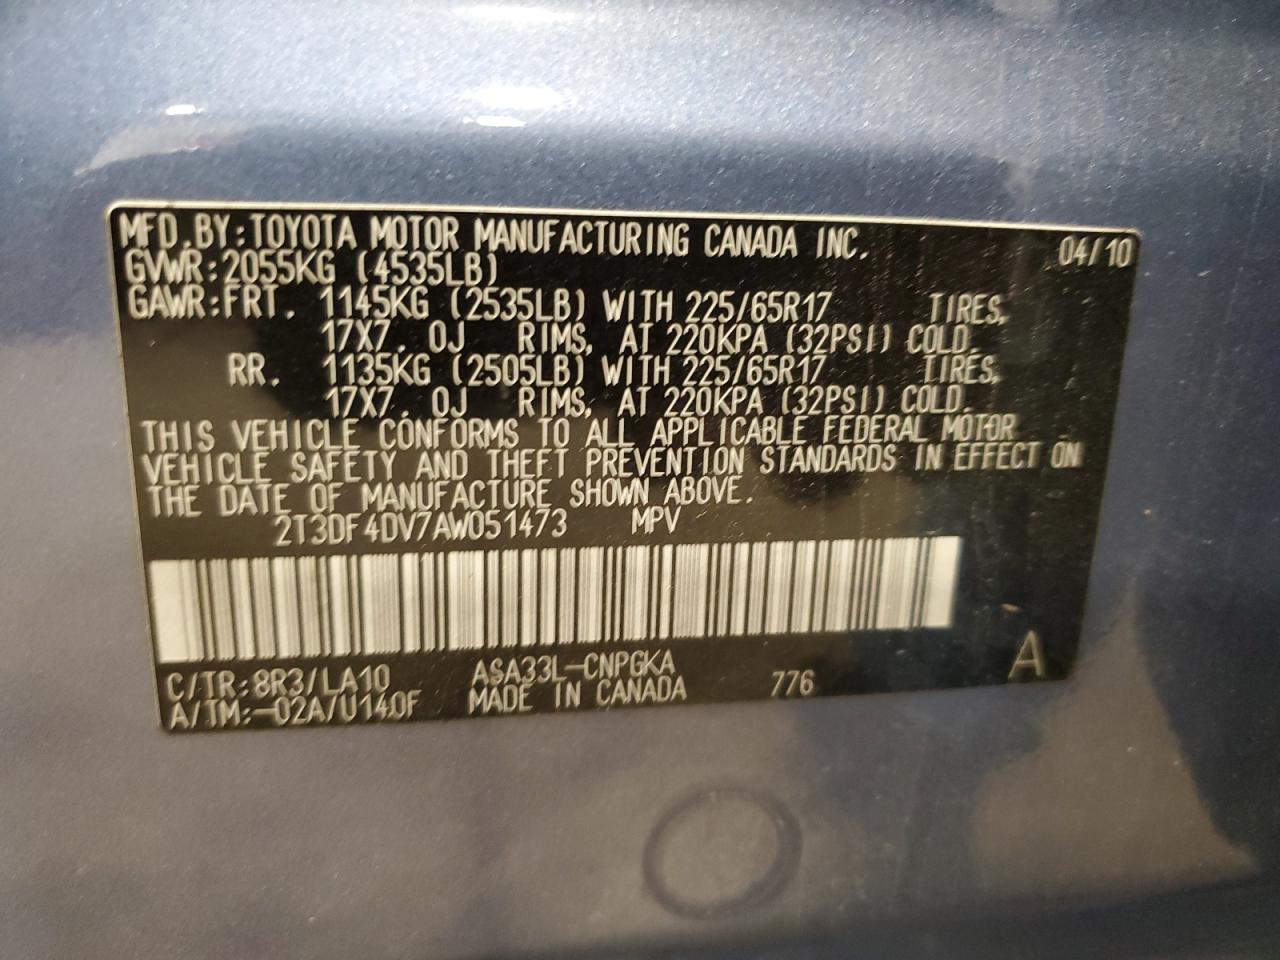 MFD.BY:TOYOTA MOTOR MANUFACTURING CANADA INC. 04/10
GVWR:2055KG (4535LB)
GAWR:FRT. 1145KG (2535LB) WITH 225/65R17 TIRES,
17X7.0J RIMS, AT 220KPA (32PSI) COLD.
RR. 1135KG (2505LB) WITH 225/65R17 TIRES,
17X7.0J RIMS, AT 220KPA (32PSI) COLD.
THIS VEHICLE CONFORMS TO ALL APPLICABLE FEDERAL MOTOR
VEHICLE SAFETY AND THEFT PREVENTION STANDARDS IN EFFECT ON
THE DATE OF MANUFACTURE SHOWN ABOVE.
2T3DF4DV7AW051473 MPV
C/TR:8R3/LA10 ASA33L-CNPGKA
A/TM:-02A/U140F MADE IN CANADA 776 A